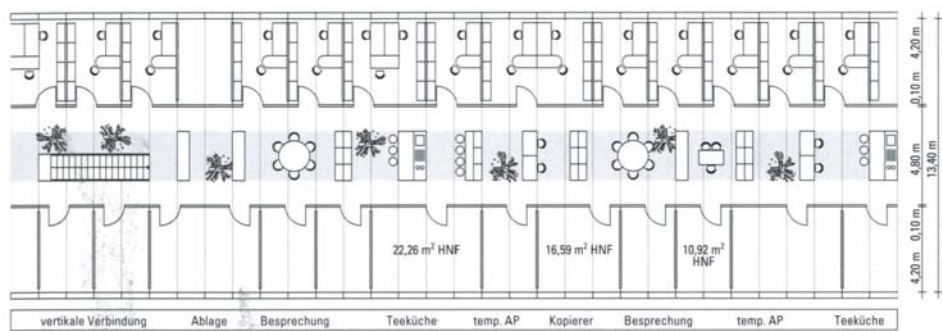 4,20 m
0,10 m
4,80 m
13,40 m
0,10 m
4,20 m
22,26 m² HNF
16,59 m² HNF
10,92 m²
HNF
vertikale Verbindung Ablage Besprechung Teeküche temp. AP Kopierer Besprechung temp. AP Teeküche